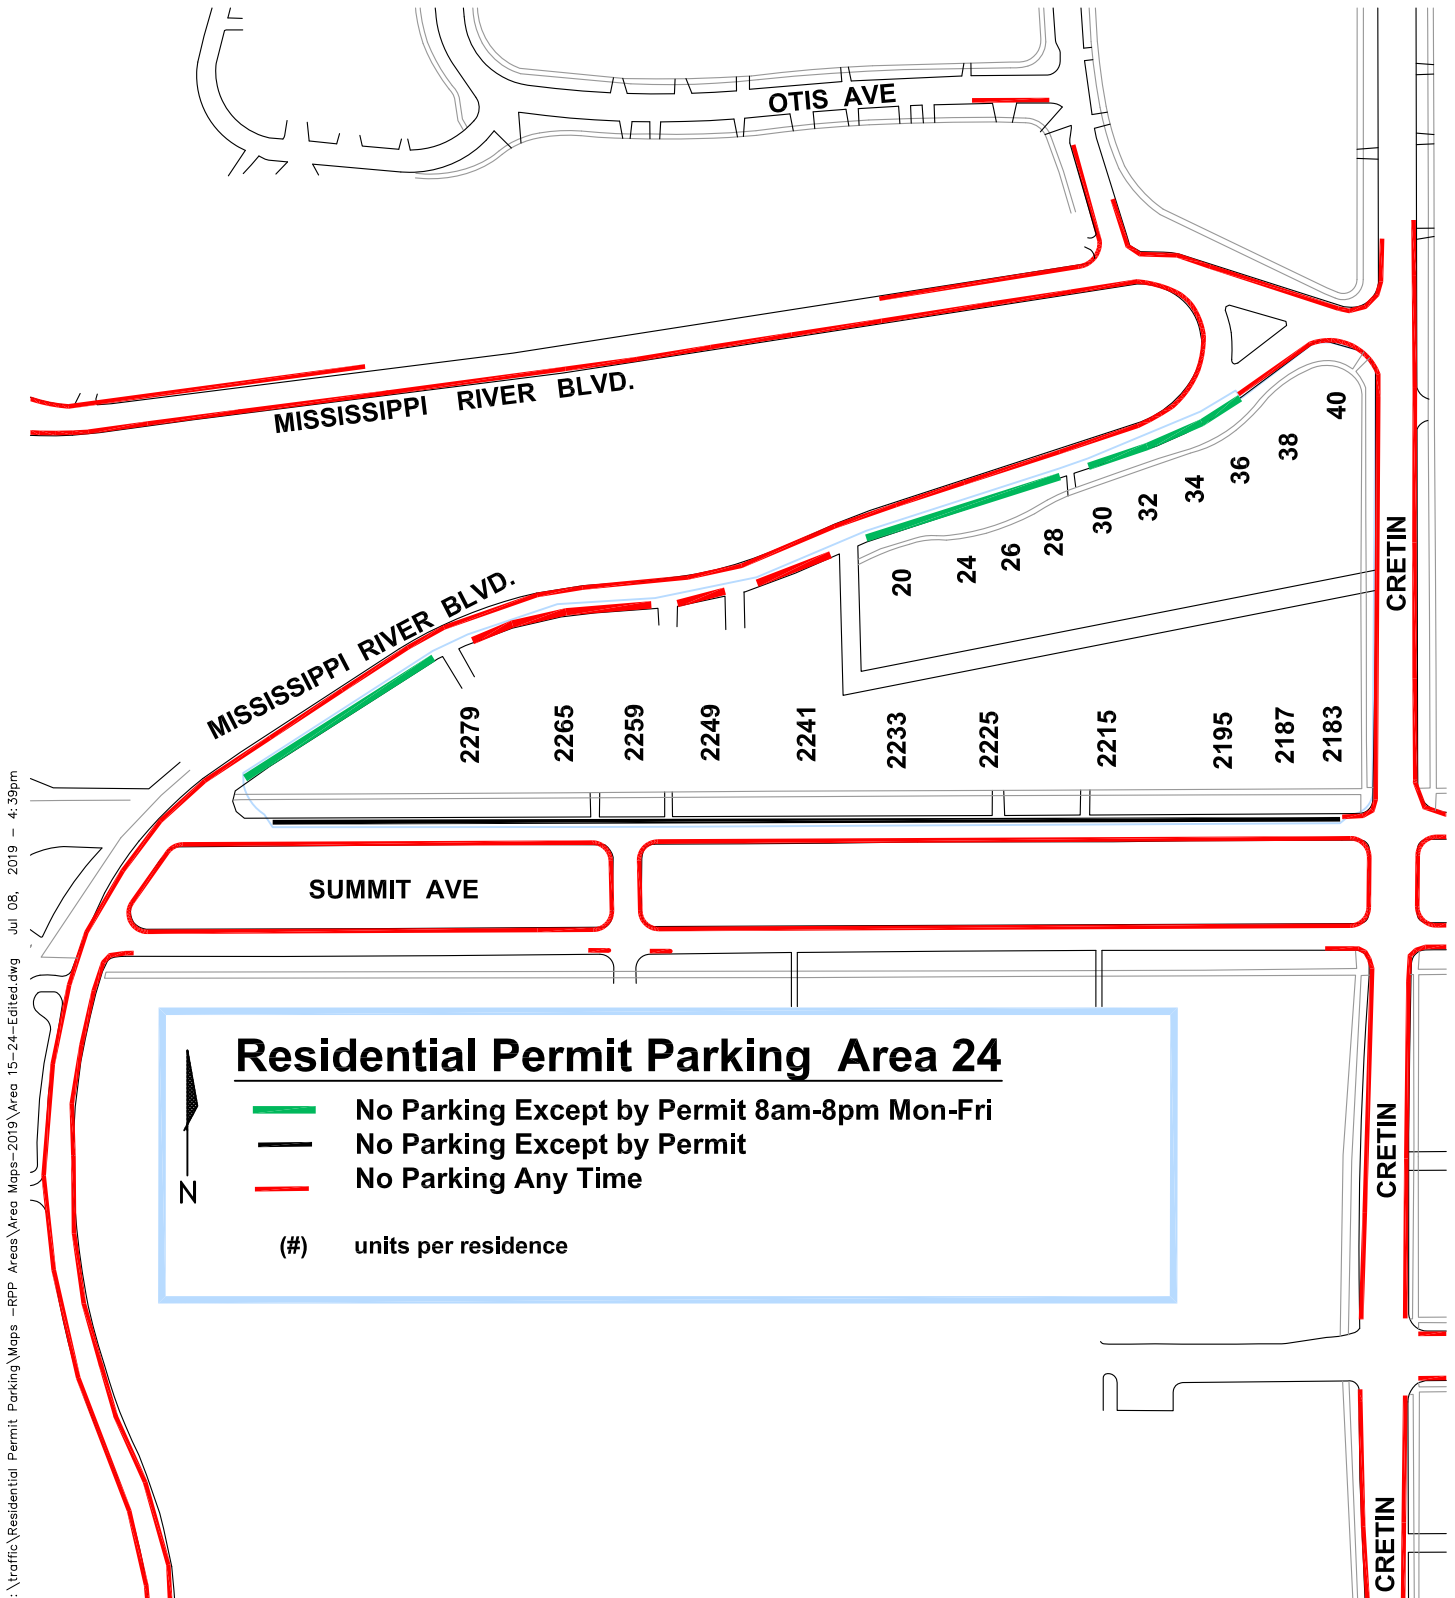 OTIS AVE
MISSISSIPPI RIVER BLVD.
40
38
36
34
32
30
28
26
24
20
CRETIN
MISSISSIPPI RIVER BLVD.
2279
2265
2259
2249
2241
2233
2225
2215
2195
2187
2183
SUMMIT AVE
Residential Permit Parking Area 24
No Parking Except by Permit 8am-8pm Mon-Fri
No Parking Except by Permit
No Parking Any Time
N
(#) units per residence
CRETIN
CRETIN
:\traffic\Residential Permit Parking\Maps -RPP Areas\Area Maps-2019\Area 15-24-Edited.dwg Jul 08, 2019 - 4:39pm